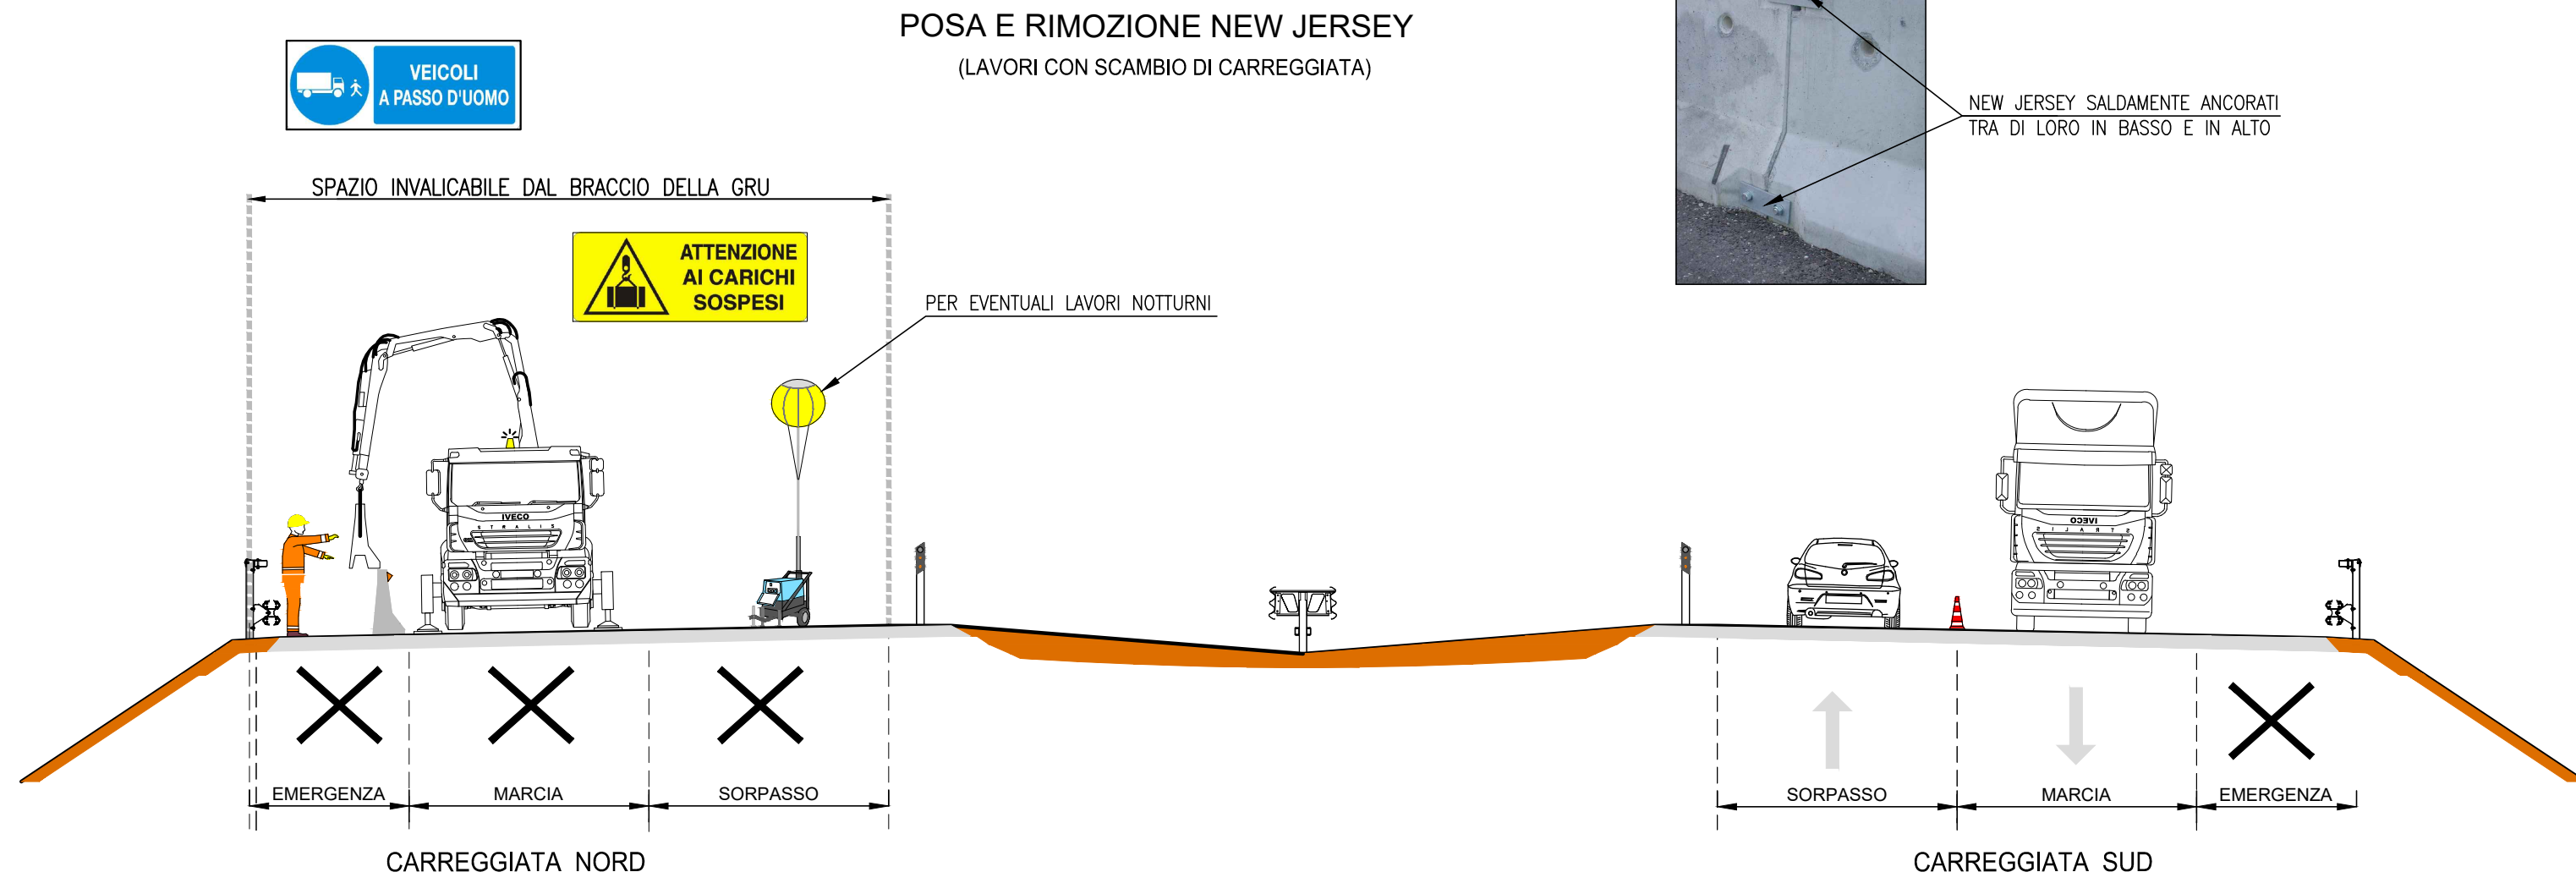 POSA E RIMOZIONE NEW JERSEY
(LAVORI CON SCAMBIO DI CARREGGIATA)
VEICOLI
A PASSO D'UOMO
NEW JERSEY SALDAMENTE ANCORATI
TRA DI LORO IN BASSO E IN ALTO
SPAZIO INVALICABILE DAL BRACCIO DELLA GRU
ATTENZIONE
AI CARICHI
SOSPESI
PER EVENTUALI LAVORI NOTTURNI
IVECO
STRALIS
IVECO
STRALIS
EMERGENZA
MARCIA
SORPASSO
SORPASSO
MARCIA
EMERGENZA
CARREGGIATA NORD
CARREGGIATA SUD